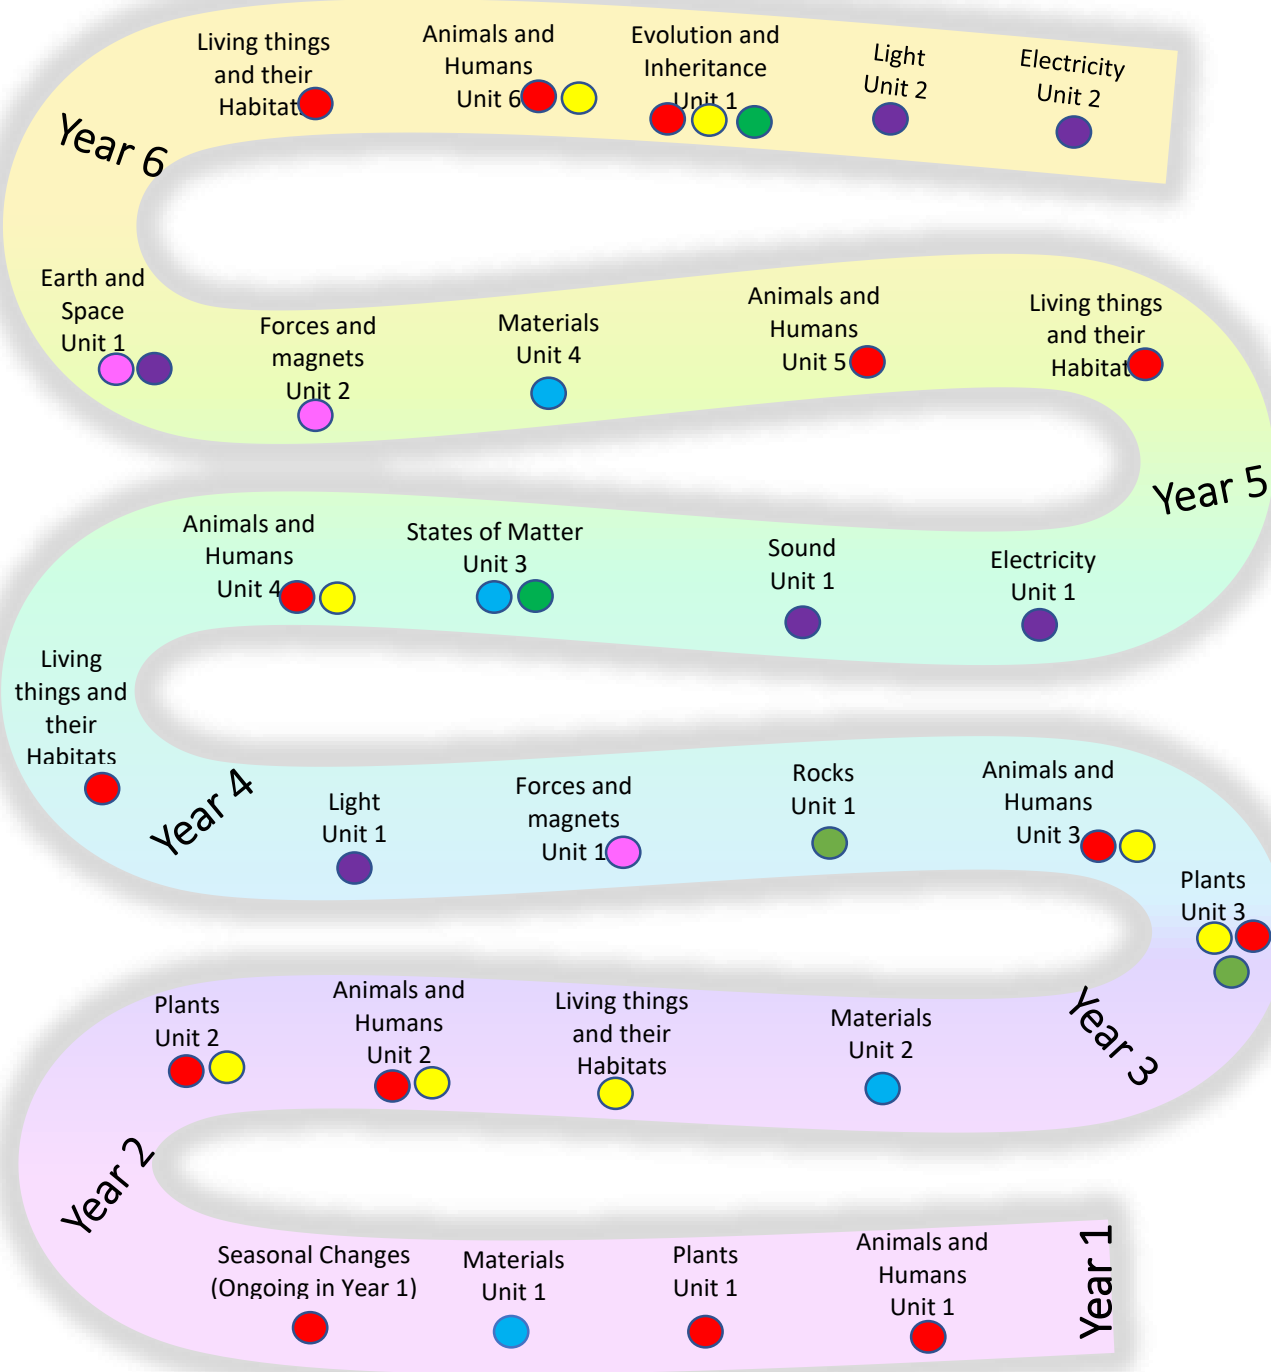 Living things
and their
Habitat
Animals and
Humans
Unit 6
Evolution and
Inheritance
Unit 1
Light
Unit 2
Electricity
Unit 2
Year 6
Earth and
Space
Unit 1
Forces and
magnets
Unit 2
Materials
Unit 4
Animals and
Humans
Unit 5
Living things
and their
Habitat
Year 5
Animals and
Humans
Unit 4
States of Matter
Unit 3
Sound
Unit 1
Electricity
Unit 1
Living
things and
their
Habitats
Year 4
Light
Unit 1
Forces and
magnets
Unit 1
Rocks
Unit 1
Animals and
Humans
Unit 3
Plants
Unit 3
Year 3
Plants
Unit 2
Animals and
Humans
Unit 2
Living things
and their
Habitats
Materials
Unit 2
Year 2
Seasonal Changes
(Ongoing in Year 1)
Materials
Unit 1
Plants
Unit 1
Animals and
Humans
Unit 1
Year 1